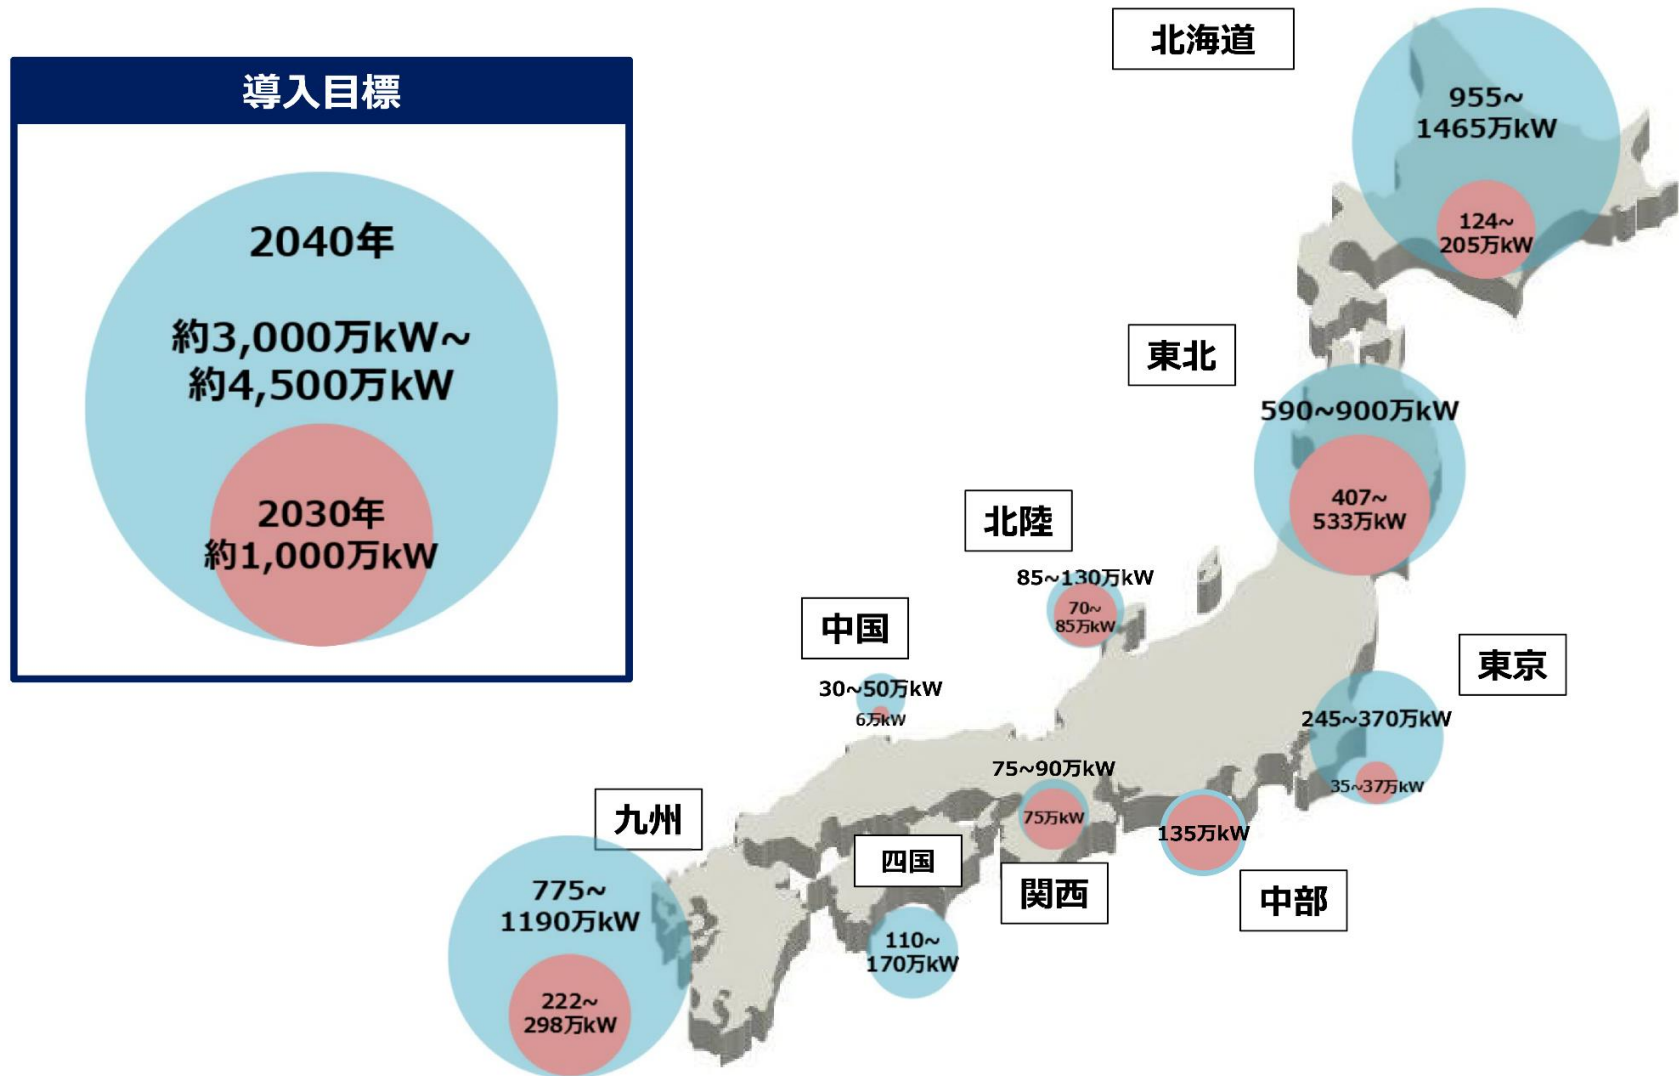 導入目標
2040年
約3,000万kW~
約4,500万kW
2030年
約1,000万kW
北海道
955~
1465万kW
124~
205万kW
東北
590~900万kW
407~
533万kW
北陸
85~130万kW
70~
85万kW
中国
30~50万kW
6万kW
東京
245~370万kW
35~37万kW
75~90万kW
75万kW
関西
135万kW
中部
四国
110~
170万kW
九州
775~
1190万kW
222~
298万kW